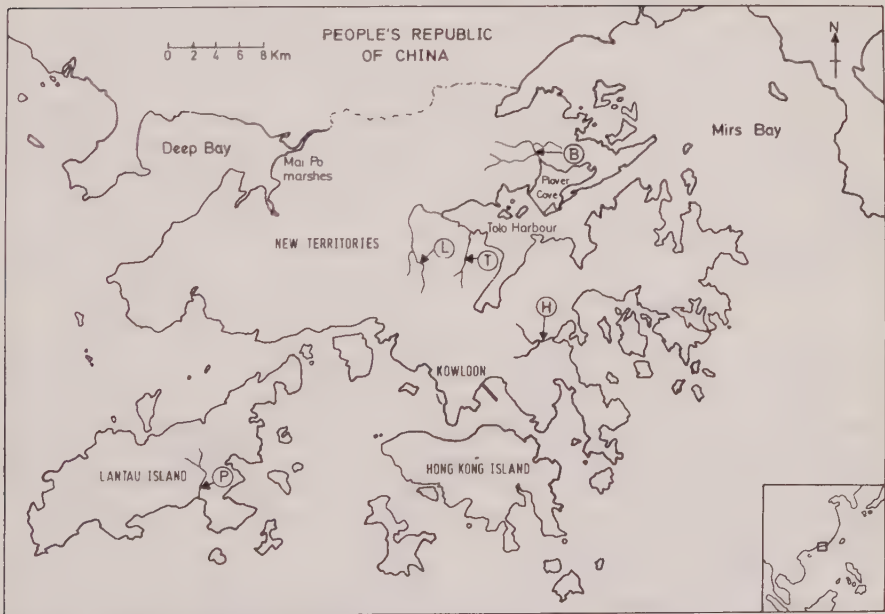 PEOPLE'S REPUBLIC
OF CHINA
0 2 4 6 8 Km
N
Deep Bay
Mai Po
marshes
Mirs Bay
B
Plover
Cove
Tolo Harbour
NEW TERRITORIES
L
T
H
KOWLOON
LANTAU ISLAND
P
HONG KONG ISLAND